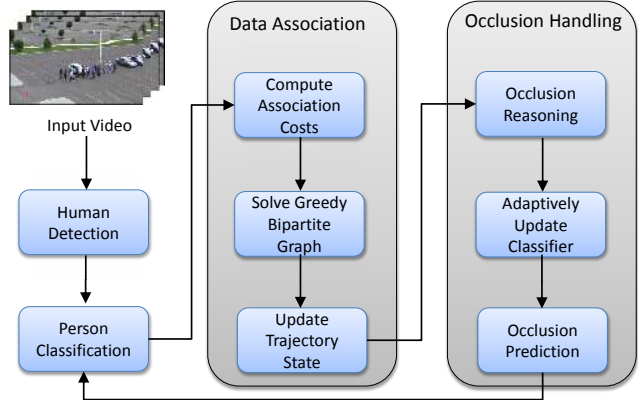 Input Video
Human
Detection
Person
Classification
Data Association
Compute
Association
Costs
Solve Greedy
Bipartite
Graph
Update
Trajectory
State
Occlusion Handling
Occlusion
Reasoning
Adaptively
Update
Classifier
Occlusion
Prediction